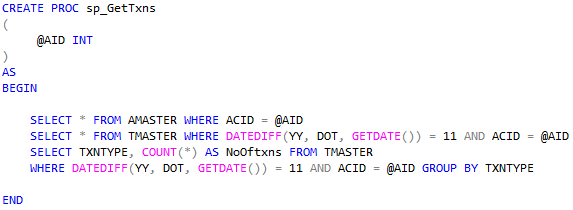 CREATE PROC sp_GetTxns
(
@AID INT
)
AS
BEGIN
SELECT * FROM AMASTER WHERE ACID = @AID
SELECT * FROM TMASTER WHERE DATEDIFF(YY, DOT, GETDATE()) = 11 AND ACID = @AID
SELECT TXNTYPE, COUNT(*) AS NoOftxns FROM TMASTER
WHERE DATEDIFF(YY, DOT, GETDATE()) = 11 AND ACID = @AID GROUP BY TXNTYPE
END